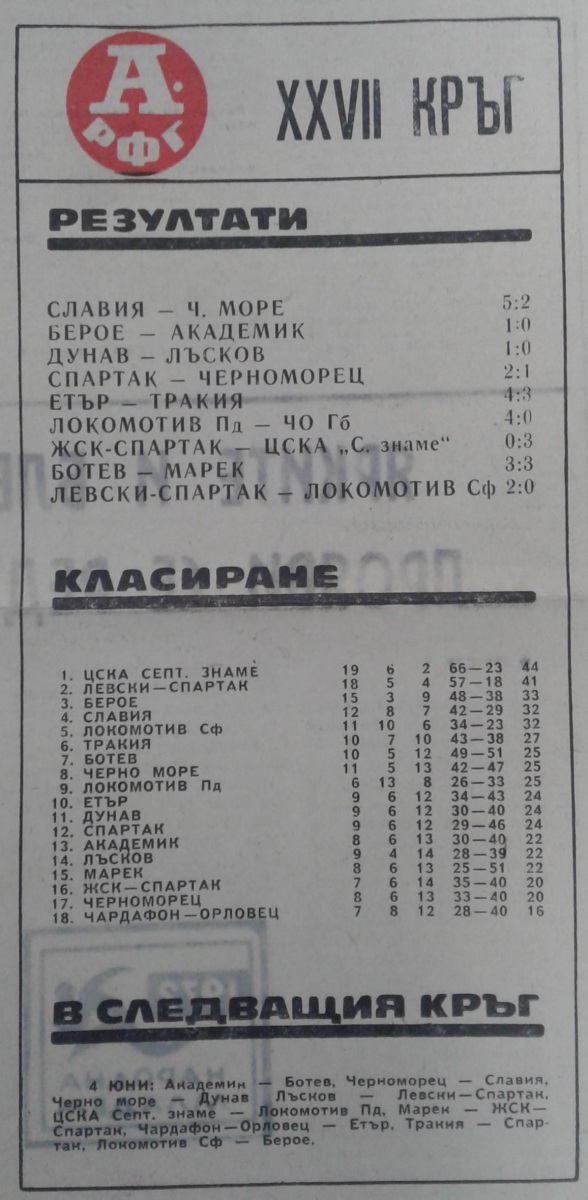 А
РФГ
XXVII КРЪГ
РЕЗУЛТАТИ
СЛАВИЯ — Ч. МОРЕ 5:2
БЕРОЕ — АКАДЕМИК 1:0
ДУНАВ — ЛЪСКОВ 1:0
СПАРТАК — ЧЕРНОМОРЕЦ 2:1
ЕТЪР — ТРАКИЯ 4:3
ЛОКОМОТИВ Пд — ЧО Гб 4:0
ЖСК-СПАРТАК — ЦСКА „С. знаме“ 0:3
БОТЕВ — МАРЕК 3:3
ЛЕВСКИ-СПАРТАК — ЛОКОМОТИВ Сф 2:0
КЛАСИРАНЕ
1. ЦСКА СЕПТ. ЗНАМЕ 19 6 2 66—23 44
2. ЛЕВСКИ—СПАРТАК 18 5 4 57—18 41
3. БЕРОЕ 15 3 9 48—38 33
4. СЛАВИЯ 12 8 7 42—29 32
5. ЛОКОМОТИВ Сф 11 10 6 34—23 32
6. ТРАКИЯ 10 7 10 43—38 27
7. БОТЕВ 10 5 12 49—51 25
8. ЧЕРНО МОРЕ 11 5 13 42—47 25
9. ЛОКОМОТИВ Пд 6 13 8 26—33 25
10. ЕТЪР 9 6 12 34—43 24
11. ДУНАВ 9 6 12 30—40 24
12. СПАРТАК 9 6 12 29—46 24
13. АКАДЕМИК 8 6 13 30—40 22
14. ЛЪСКОВ 9 4 14 28—39 22
15. МАРЕК 8 6 13 25—51 22
16. ЖСК—СПАРТАК 7 6 14 35—40 20
17. ЧЕРНОМОРЕЦ 8 6 13 33—40 20
18. ЧАРДАФОН—ОРЛОВЕЦ 7 8 12 28—40 16
В СЛЕДВАЩИЯ КРЪГ
4 ЮНИ: Академик — Ботев, Черноморец — Славия,
Черно море — Дунав Лъсков — Левски—Спартак,
ЦСКА Септ. знаме — Локомотив Пд, Марек — ЖСК—
Спартак, Чардафон—Орловец — Етър, Тракия — Спар-
так, Локомотив Сф — Берое.